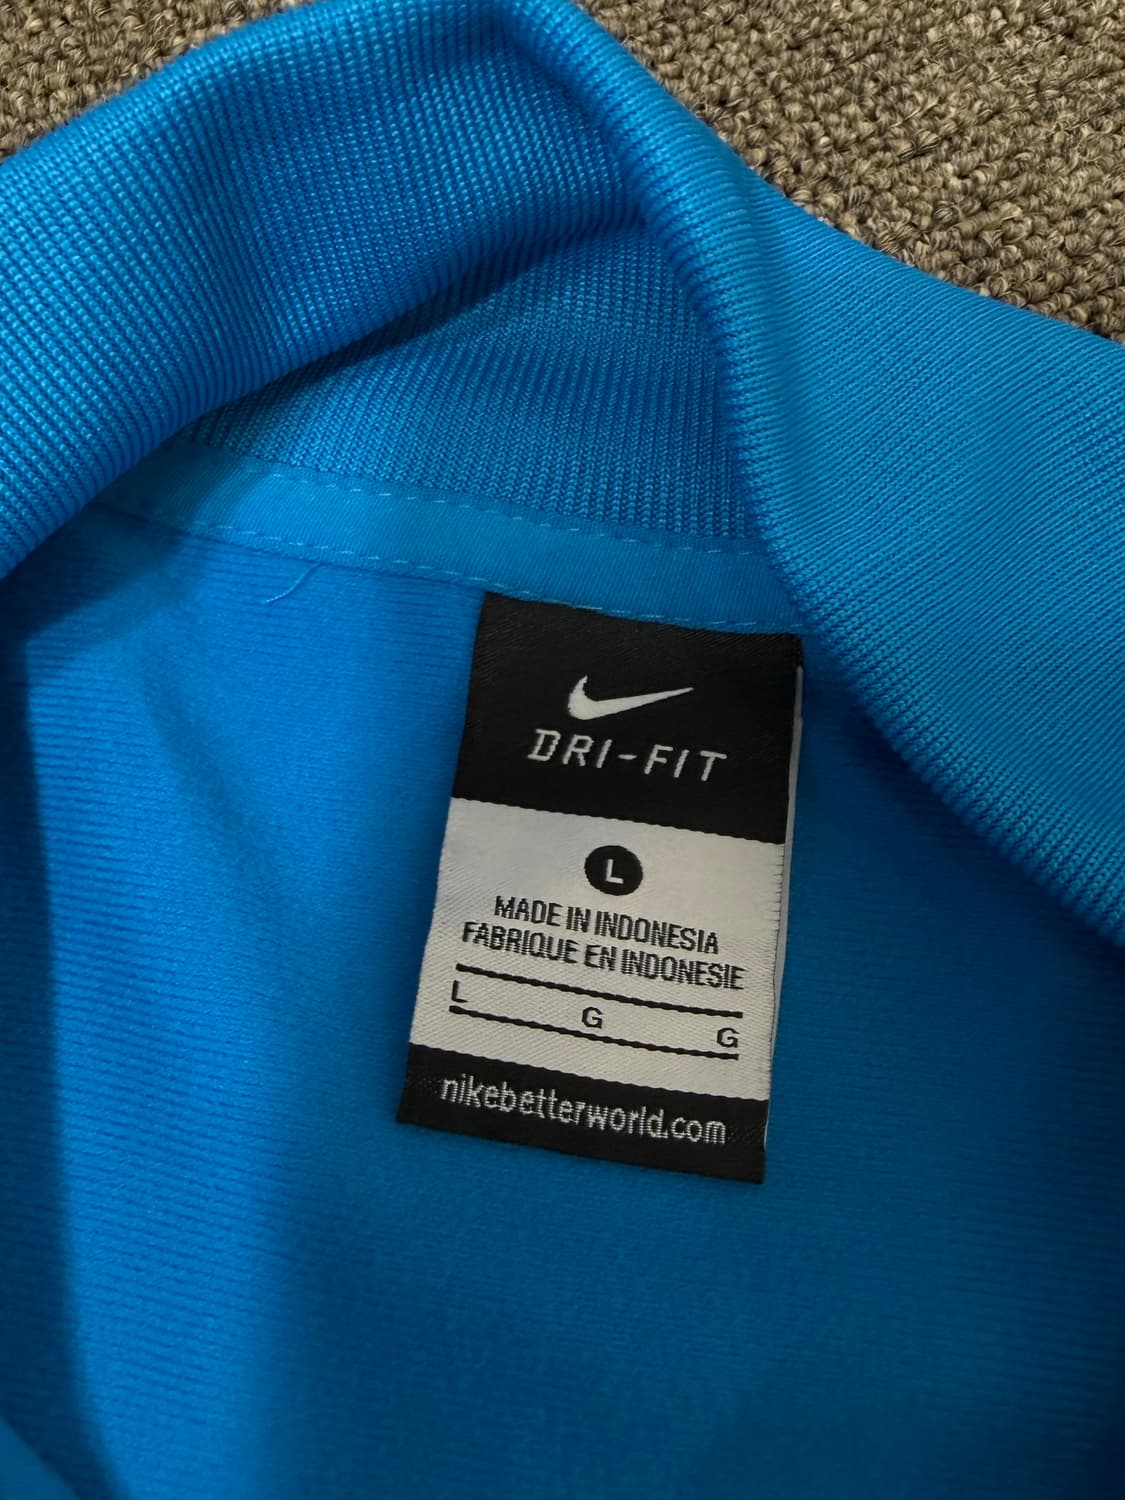 DRI-FIT
L
MADE IN INDONESIA
FABRIQUE EN INDONESIE
L G G
nikebetterworld.com